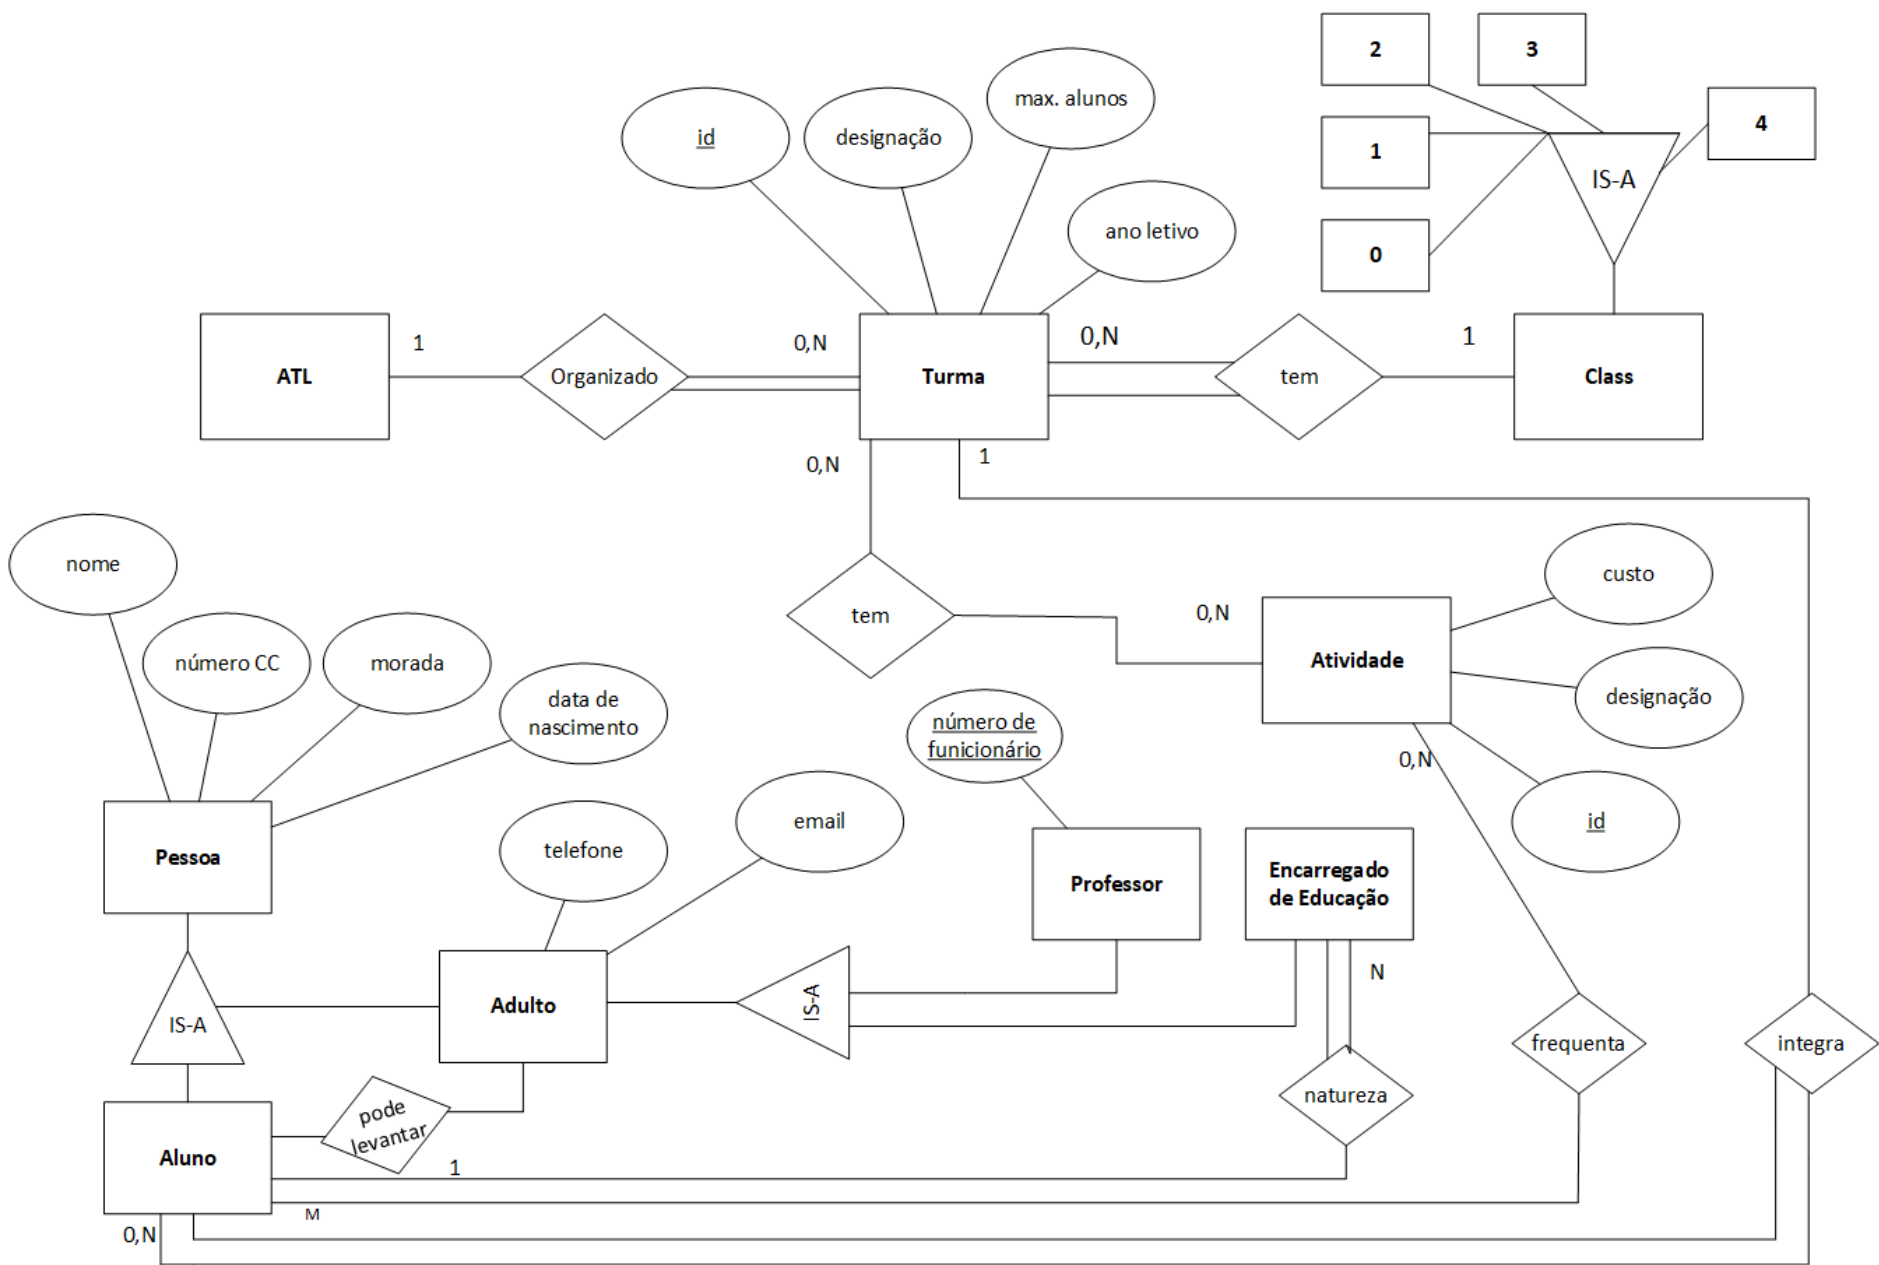 2
3
4
max. alunos
id
designação
1
IS-A
ano letivo
0
1
0,N
0,N
1
ATL
Organizado
Turma
tem
Class
0,N
1
nome
custo
tem
0,N
Atividade
número CC
morada
designação
data de
nascimento
número de
funicionário
0,N
telefone
email
id
Pessoa
Professor
Encarregado
de Educação
N
IS-A
Adulto
IS-A
frequenta
integra
natureza
pode
levantar
Aluno
1
M
0,N